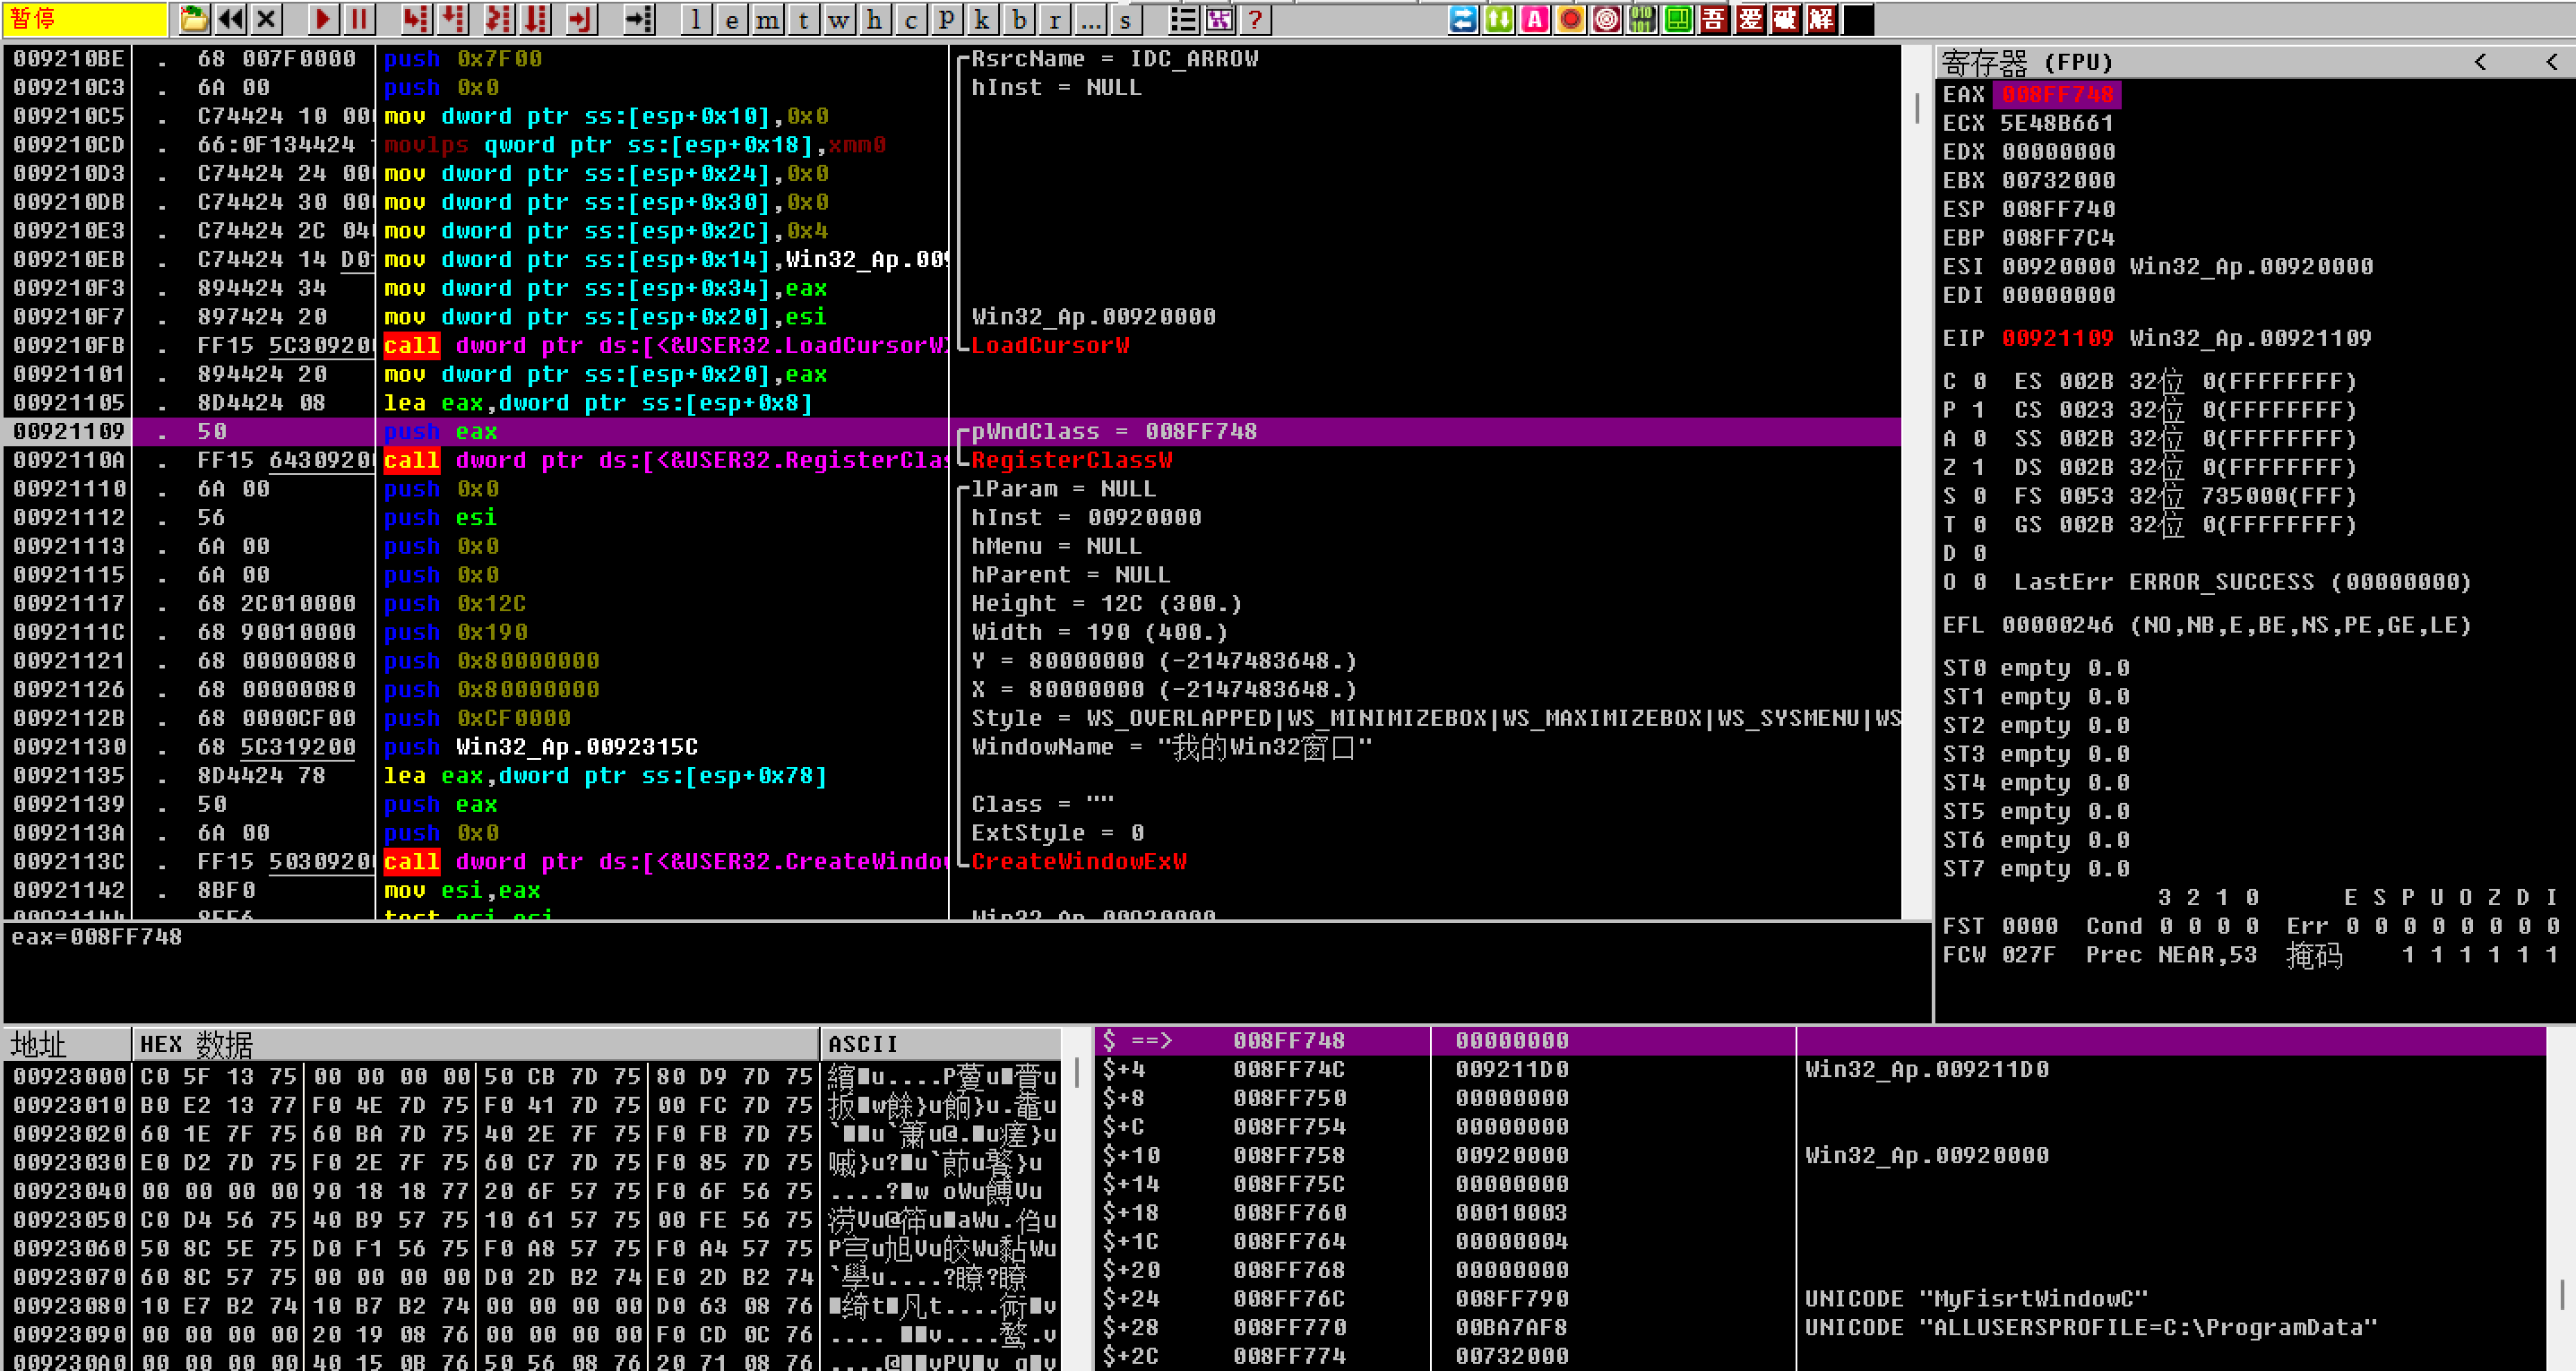 暂停 l e m t w h c p k b r ... s ? A 010 101 吾 爱 破 解
009210BE . 68 007F0000 push 0x7F00 RsrcName = IDC_ARROW
009210C3 . 6A 00 push 0x0 hInst = NULL
009210C5 . C74424 10 00 mov dword ptr ss:[esp+0x10],0x0
009210CD . 66:0F134424 movlps qword ptr ss:[esp+0x18],xmm0
009210D3 . C74424 24 00 mov dword ptr ss:[esp+0x24],0x0
009210DB . C74424 30 00 mov dword ptr ss:[esp+0x30],0x0
009210E3 . C74424 2C 04 mov dword ptr ss:[esp+0x2C],0x4
009210EB . C74424 14 D0 mov dword ptr ss:[esp+0x14],Win32_Ap.009
009210F3 . 894424 34 mov dword ptr ss:[esp+0x34],eax
009210F7 . 897424 20 mov dword ptr ss:[esp+0x20],esi Win32_Ap.00920000
009210FB . FF15 5C30920 call dword ptr ds:[<&USER32.LoadCursorW> LoadCursorW
00921101 . 894424 20 mov dword ptr ss:[esp+0x20],eax
00921105 . 8D4424 08 lea eax,dword ptr ss:[esp+0x8]
00921109 . 50 push eax pWndClass = 008FF748
0092110A . FF15 6430920 call dword ptr ds:[<&USER32.RegisterClas RegisterClassW
00921110 . 6A 00 push 0x0 lParam = NULL
00921112 . 56 push esi hInst = 00920000
00921113 . 6A 00 push 0x0 hMenu = NULL
00921115 . 6A 00 push 0x0 hParent = NULL
00921117 . 68 2C010000 push 0x12C Height = 12C (300.)
0092111C . 68 90010000 push 0x190 Width = 190 (400.)
00921121 . 68 00000080 push 0x80000000 Y = 80000000 (-2147483648.)
00921126 . 68 00000080 push 0x80000000 X = 80000000 (-2147483648.)
0092112B . 68 0000CF00 push 0xCF0000 Style = WS_OVERLAPPED|WS_MINIMIZEBOX|WS_MAXIMIZEBOX|WS_SYSMENU|WS
00921130 . 68 5C319200 push Win32_Ap.0092315C WindowName = "我的Win32窗口"
00921135 . 8D4424 78 lea eax,dword ptr ss:[esp+0x78]
00921139 . 50 push eax Class = ""
0092113A . 6A 00 push 0x0 ExtStyle = 0
0092113C . FF15 5030920 call dword ptr ds:[<&USER32.CreateWindow CreateWindowExW
00921142 . 8BF0 mov esi,eax
00921144 . 85F6 test esi,esi Win32_Ap.00920000
eax=008FF748
寄存器 (FPU) < <
EAX 008FF748
ECX 5E48B661
EDX 00000000
EBX 00732000
ESP 008FF740
EBP 008FF7C4
ESI 00920000 Win32_Ap.00920000
EDI 00000000
EIP 00921109 Win32_Ap.00921109
C 0 ES 002B 32位 0(FFFFFFFF)
P 1 CS 0023 32位 0(FFFFFFFF)
A 0 SS 002B 32位 0(FFFFFFFF)
Z 1 DS 002B 32位 0(FFFFFFFF)
S 0 FS 0053 32位 735000(FFF)
T 0 GS 002B 32位 0(FFFFFFFF)
D 0
O 0 LastErr ERROR_SUCCESS (00000000)
EFL 00000246 (NO,NB,E,BE,NS,PE,GE,LE)
ST0 empty 0.0
ST1 empty 0.0
ST2 empty 0.0
ST3 empty 0.0
ST4 empty 0.0
ST5 empty 0.0
ST6 empty 0.0
ST7 empty 0.0
3 2 1 0 E S P U O Z D I
FST 0000 Cond 0 0 0 0 Err 0 0 0 0 0 0 0 0
FCW 027F Prec NEAR,53 掩码 1 1 1 1 1 1
地址 HEX 数据 ASCII
00923000 C0 5F 13 75 00 00 00 00 50 CB 7D 75 80 D9 7D 75
00923010 B0 E2 13 77 F0 4E 7D 75 F0 41 7D 75 00 FC 7D 75
00923020 60 1E 7F 75 60 BA 7D 75 40 2E 7F 75 F0 FB 7D 75
00923030 E0 D2 7D 75 F0 2E 7F 75 60 C7 7D 75 F0 85 7D 75
00923040 00 00 00 00 90 18 18 77 20 6F 57 75 F0 6F 56 75
00923050 C0 D4 56 75 40 B9 57 75 10 61 57 75 00 FE 56 75
00923060 50 8C 5E 75 D0 F1 56 75 F0 A8 57 75 F0 A4 57 75
00923070 60 8C 57 75 00 00 00 00 D0 2D B2 74 E0 2D B2 74
00923080 10 E7 B2 74 10 B7 B2 74 00 00 00 00 D0 63 08 76
00923090 00 00 00 00 20 19 08 76 00 00 00 00 F0 CD 0C 76
009230A0 00 00 00 00 40 15 0B 76 50 56 08 76 20 71 08 76
$ ==> 008FF748 00000000
$+4 008FF74C 009211D0 Win32_Ap.009211D0
$+8 008FF750 00000000
$+C 008FF754 00000000
$+10 008FF758 00920000 Win32_Ap.00920000
$+14 008FF75C 00000000
$+18 008FF760 00010003
$+1C 008FF764 00000004
$+20 008FF768 00000000
$+24 008FF76C 008FF790 UNICODE "MyFisrtWindowC"
$+28 008FF770 00BA7AF8 UNICODE "ALLUSERSPROFILE=C:\ProgramData"
$+2C 008FF774 00732000